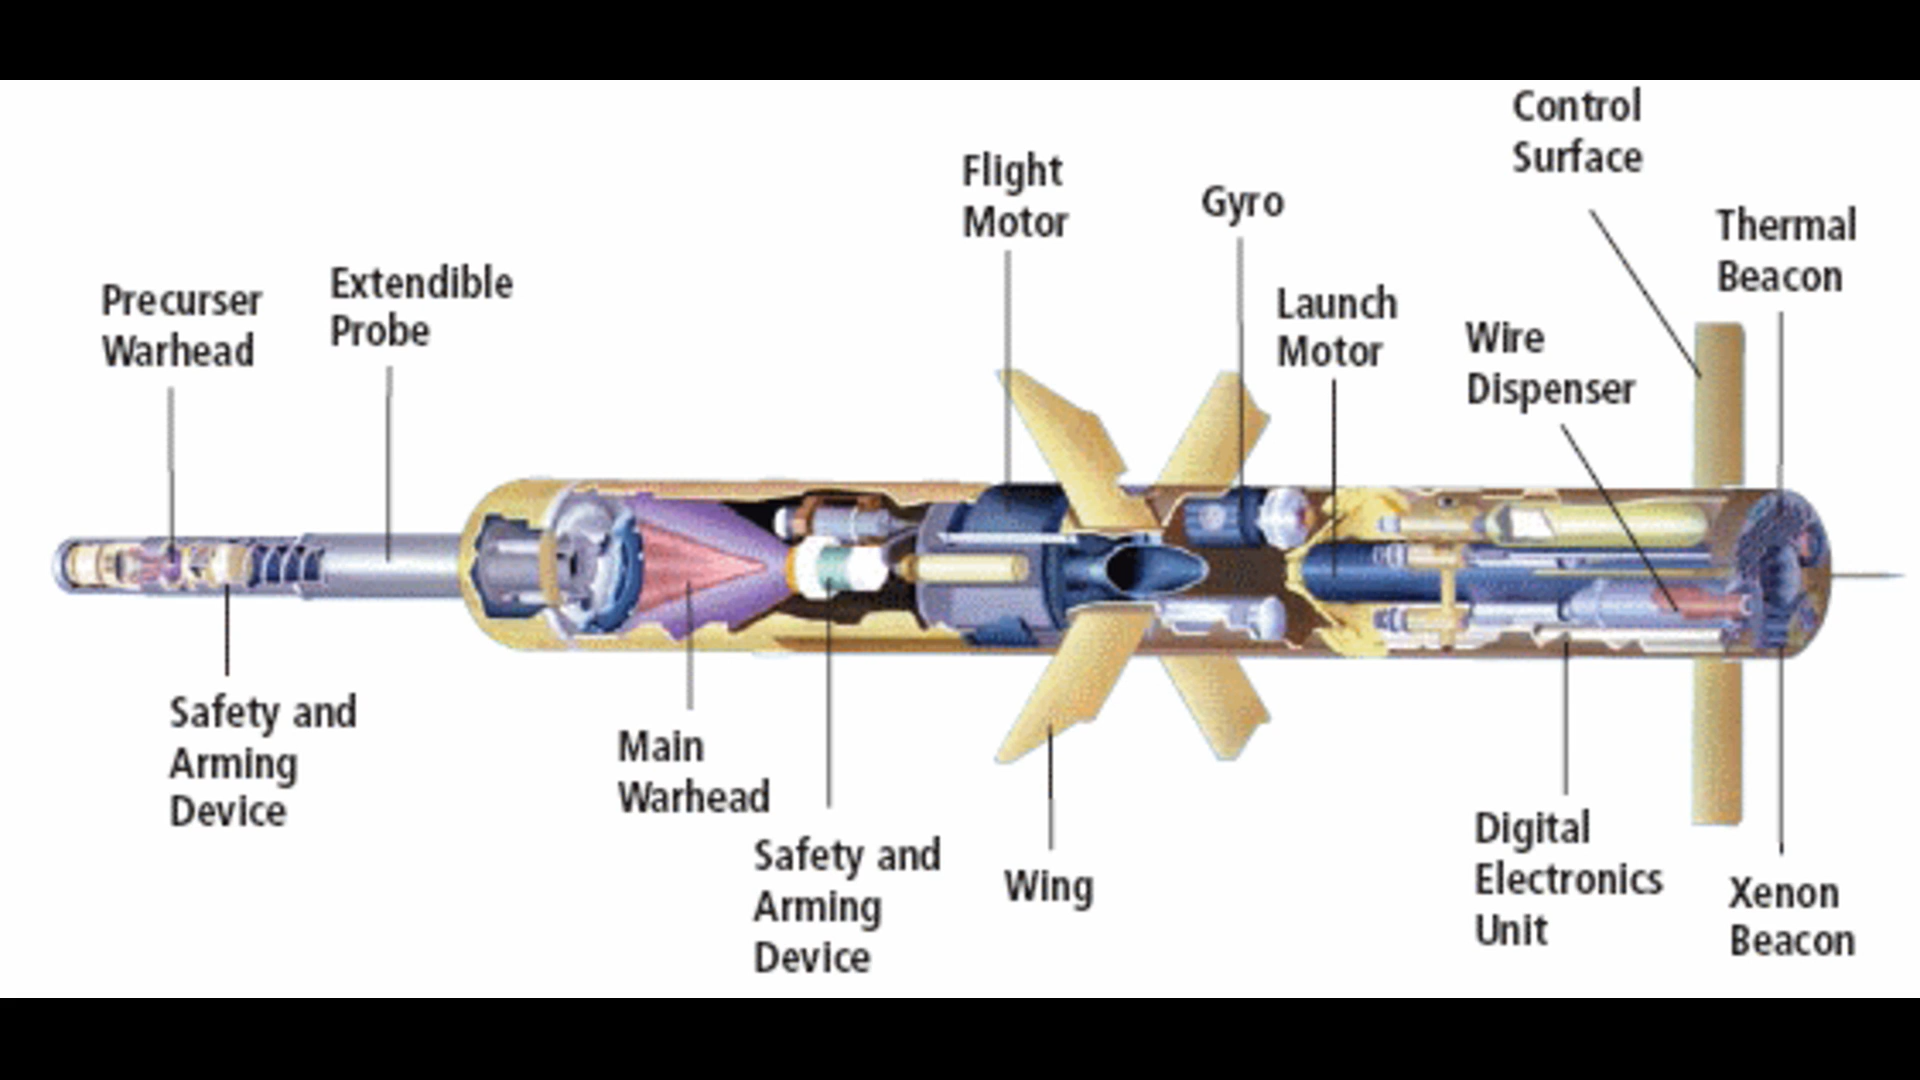 Control
Surface
Flight
Motor
Gyro
Thermal
Beacon
Precurser
Warhead
Extendible
Probe
Launch
Motor
Wire
Dispenser
Safety and
Arming
Device
Main
Warhead
Safety and
Arming
Device
Wing
Digital
Electronics
Unit
Xenon
Beacon